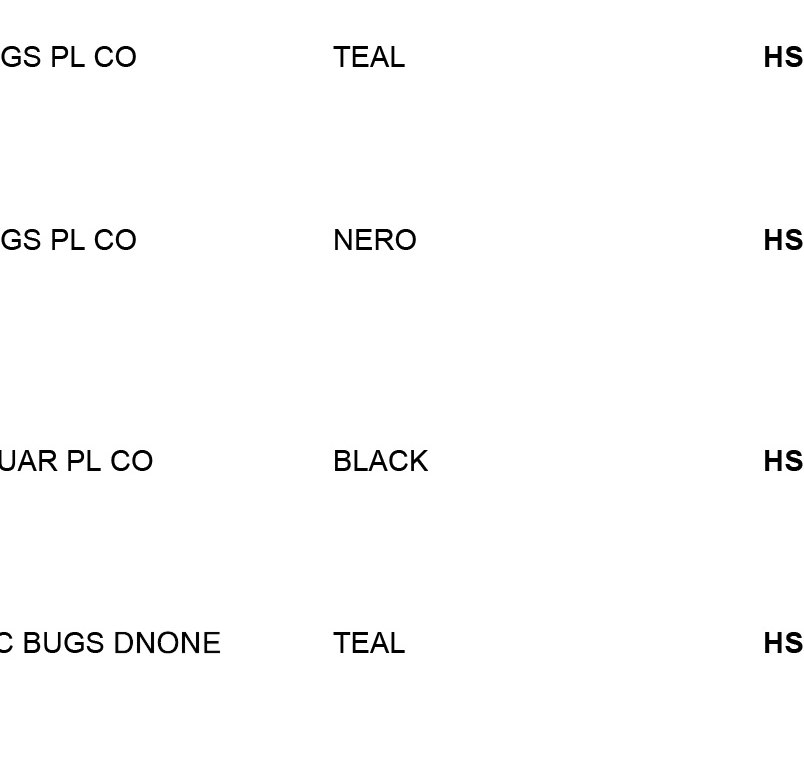 GS PL CO TEAL HS
GS PL CO NERO HS
UAR PL CO BLACK HS
C BUGS DNONE TEAL HS